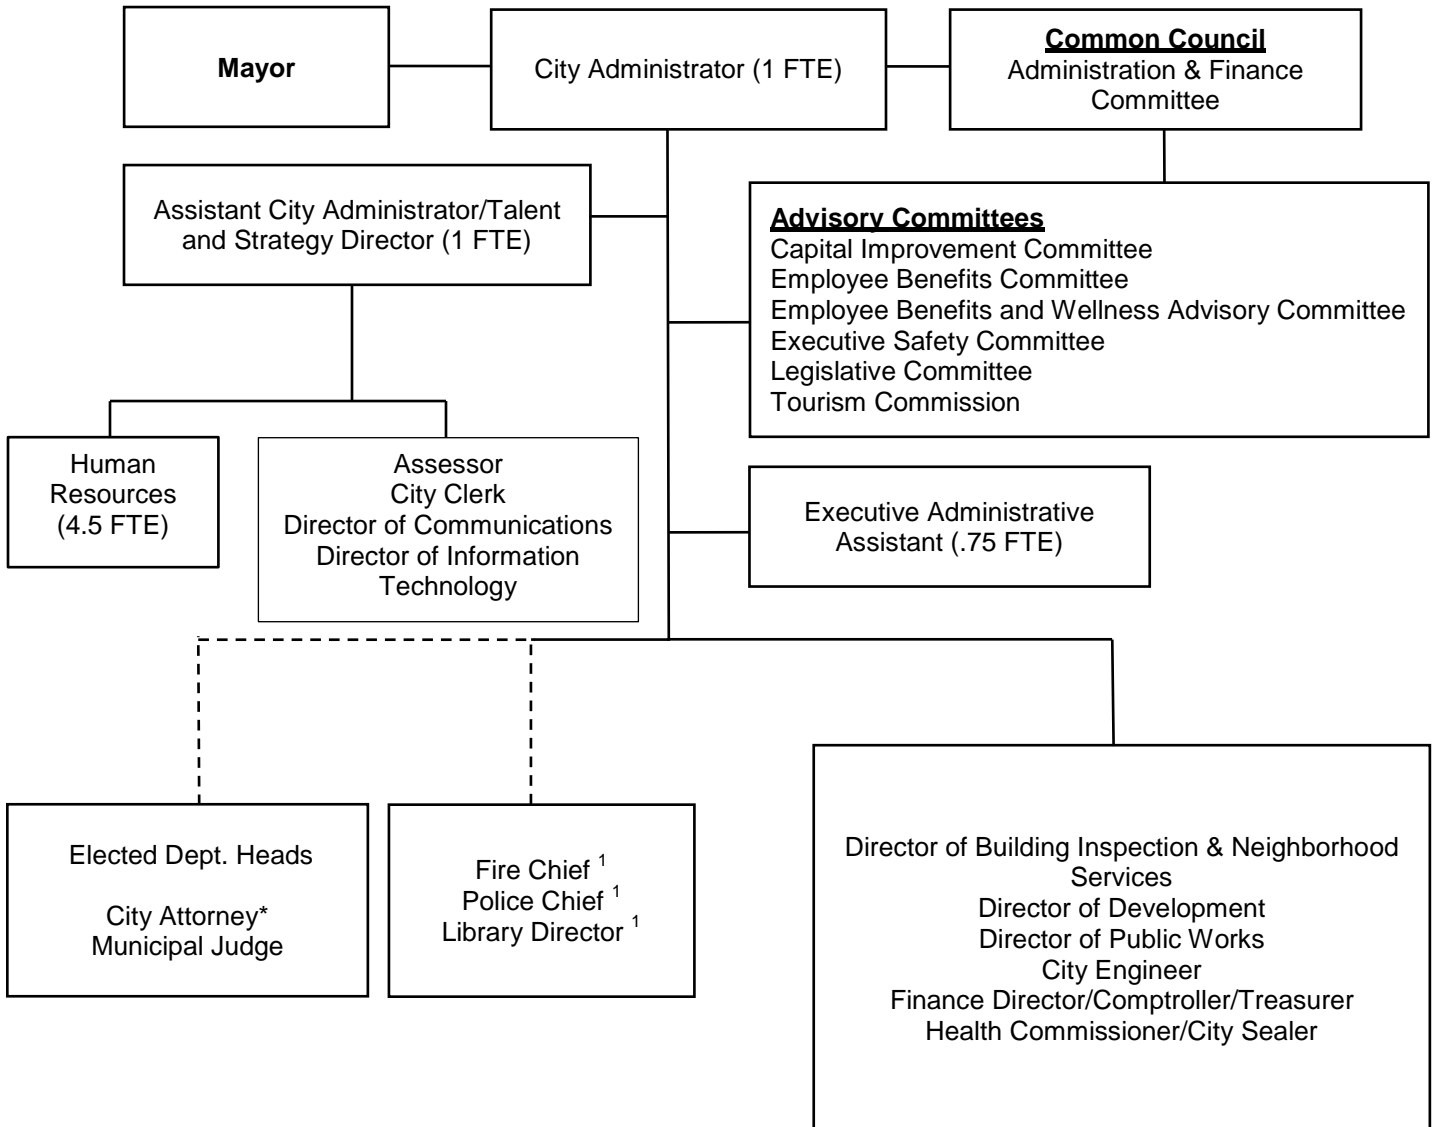 Mayor
City Administrator (1 FTE)
Common Council
Administration & Finance
Committee
Assistant City Administrator/Talent
and Strategy Director (1 FTE)
Advisory Committees
Capital Improvement Committee
Employee Benefits Committee
Employee Benefits and Wellness Advisory Committee
Executive Safety Committee
Legislative Committee
Tourism Commission
Human
Resources
(4.5 FTE)
Assessor
City Clerk
Director of Communications
Director of Information
Technology
Executive Administrative
Assistant (.75 FTE)
Elected Dept. Heads
City Attorney*
Municipal Judge
Fire Chief 1
Police Chief 1
Library Director 1
Director of Building Inspection & Neighborhood
Services
Director of Development
Director of Public Works
City Engineer
Finance Director/Comptroller/Treasurer
Health Commissioner/City Sealer